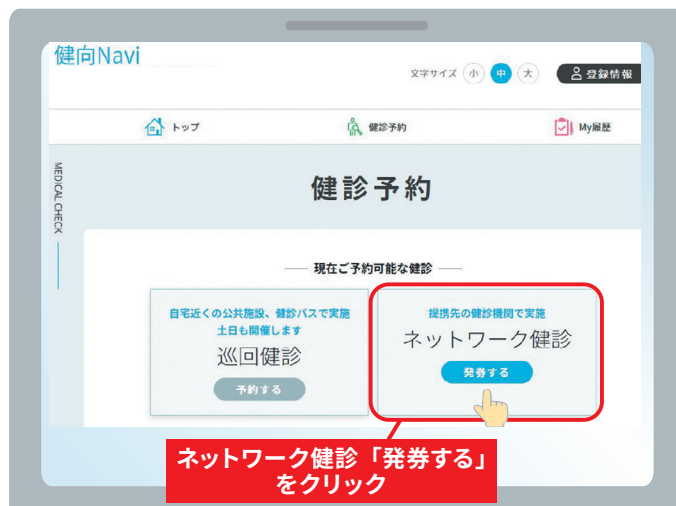 健向Navi
文字サイズ 小 中 大 登録情報
トップ 健診予約 My履歴
MEDICAL CHECK
健診予約
現在ご予約可能な健診
自宅近くの公共施設、健診バスで実施
土日も開催します
巡回健診
予約する
提携先の健診機関で実施
ネットワーク健診
発券する
ネットワーク健診「発券する」
をクリック